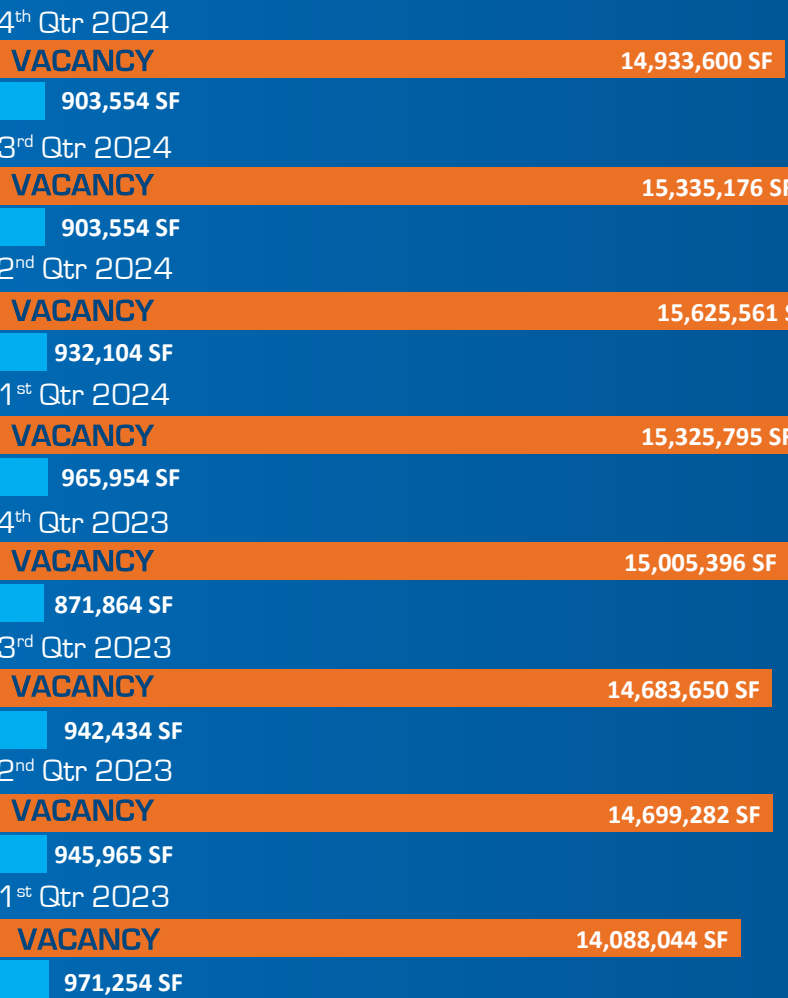 4th Qtr 2024
VACANCY 14,933,600 SF
903,554 SF
3rd Qtr 2024
VACANCY 15,335,176 SF
903,554 SF
2nd Qtr 2024
VACANCY 15,625,561 S
932,104 SF
1st Qtr 2024
VACANCY 15,325,795 SF
965,954 SF
4th Qtr 2023
VACANCY 15,005,396 SF
871,864 SF
3rd Qtr 2023
VACANCY 14,683,650 SF
942,434 SF
2nd Qtr 2023
VACANCY 14,699,282 SF
945,965 SF
1st Qtr 2023
VACANCY 14,088,044 SF
971,254 SF